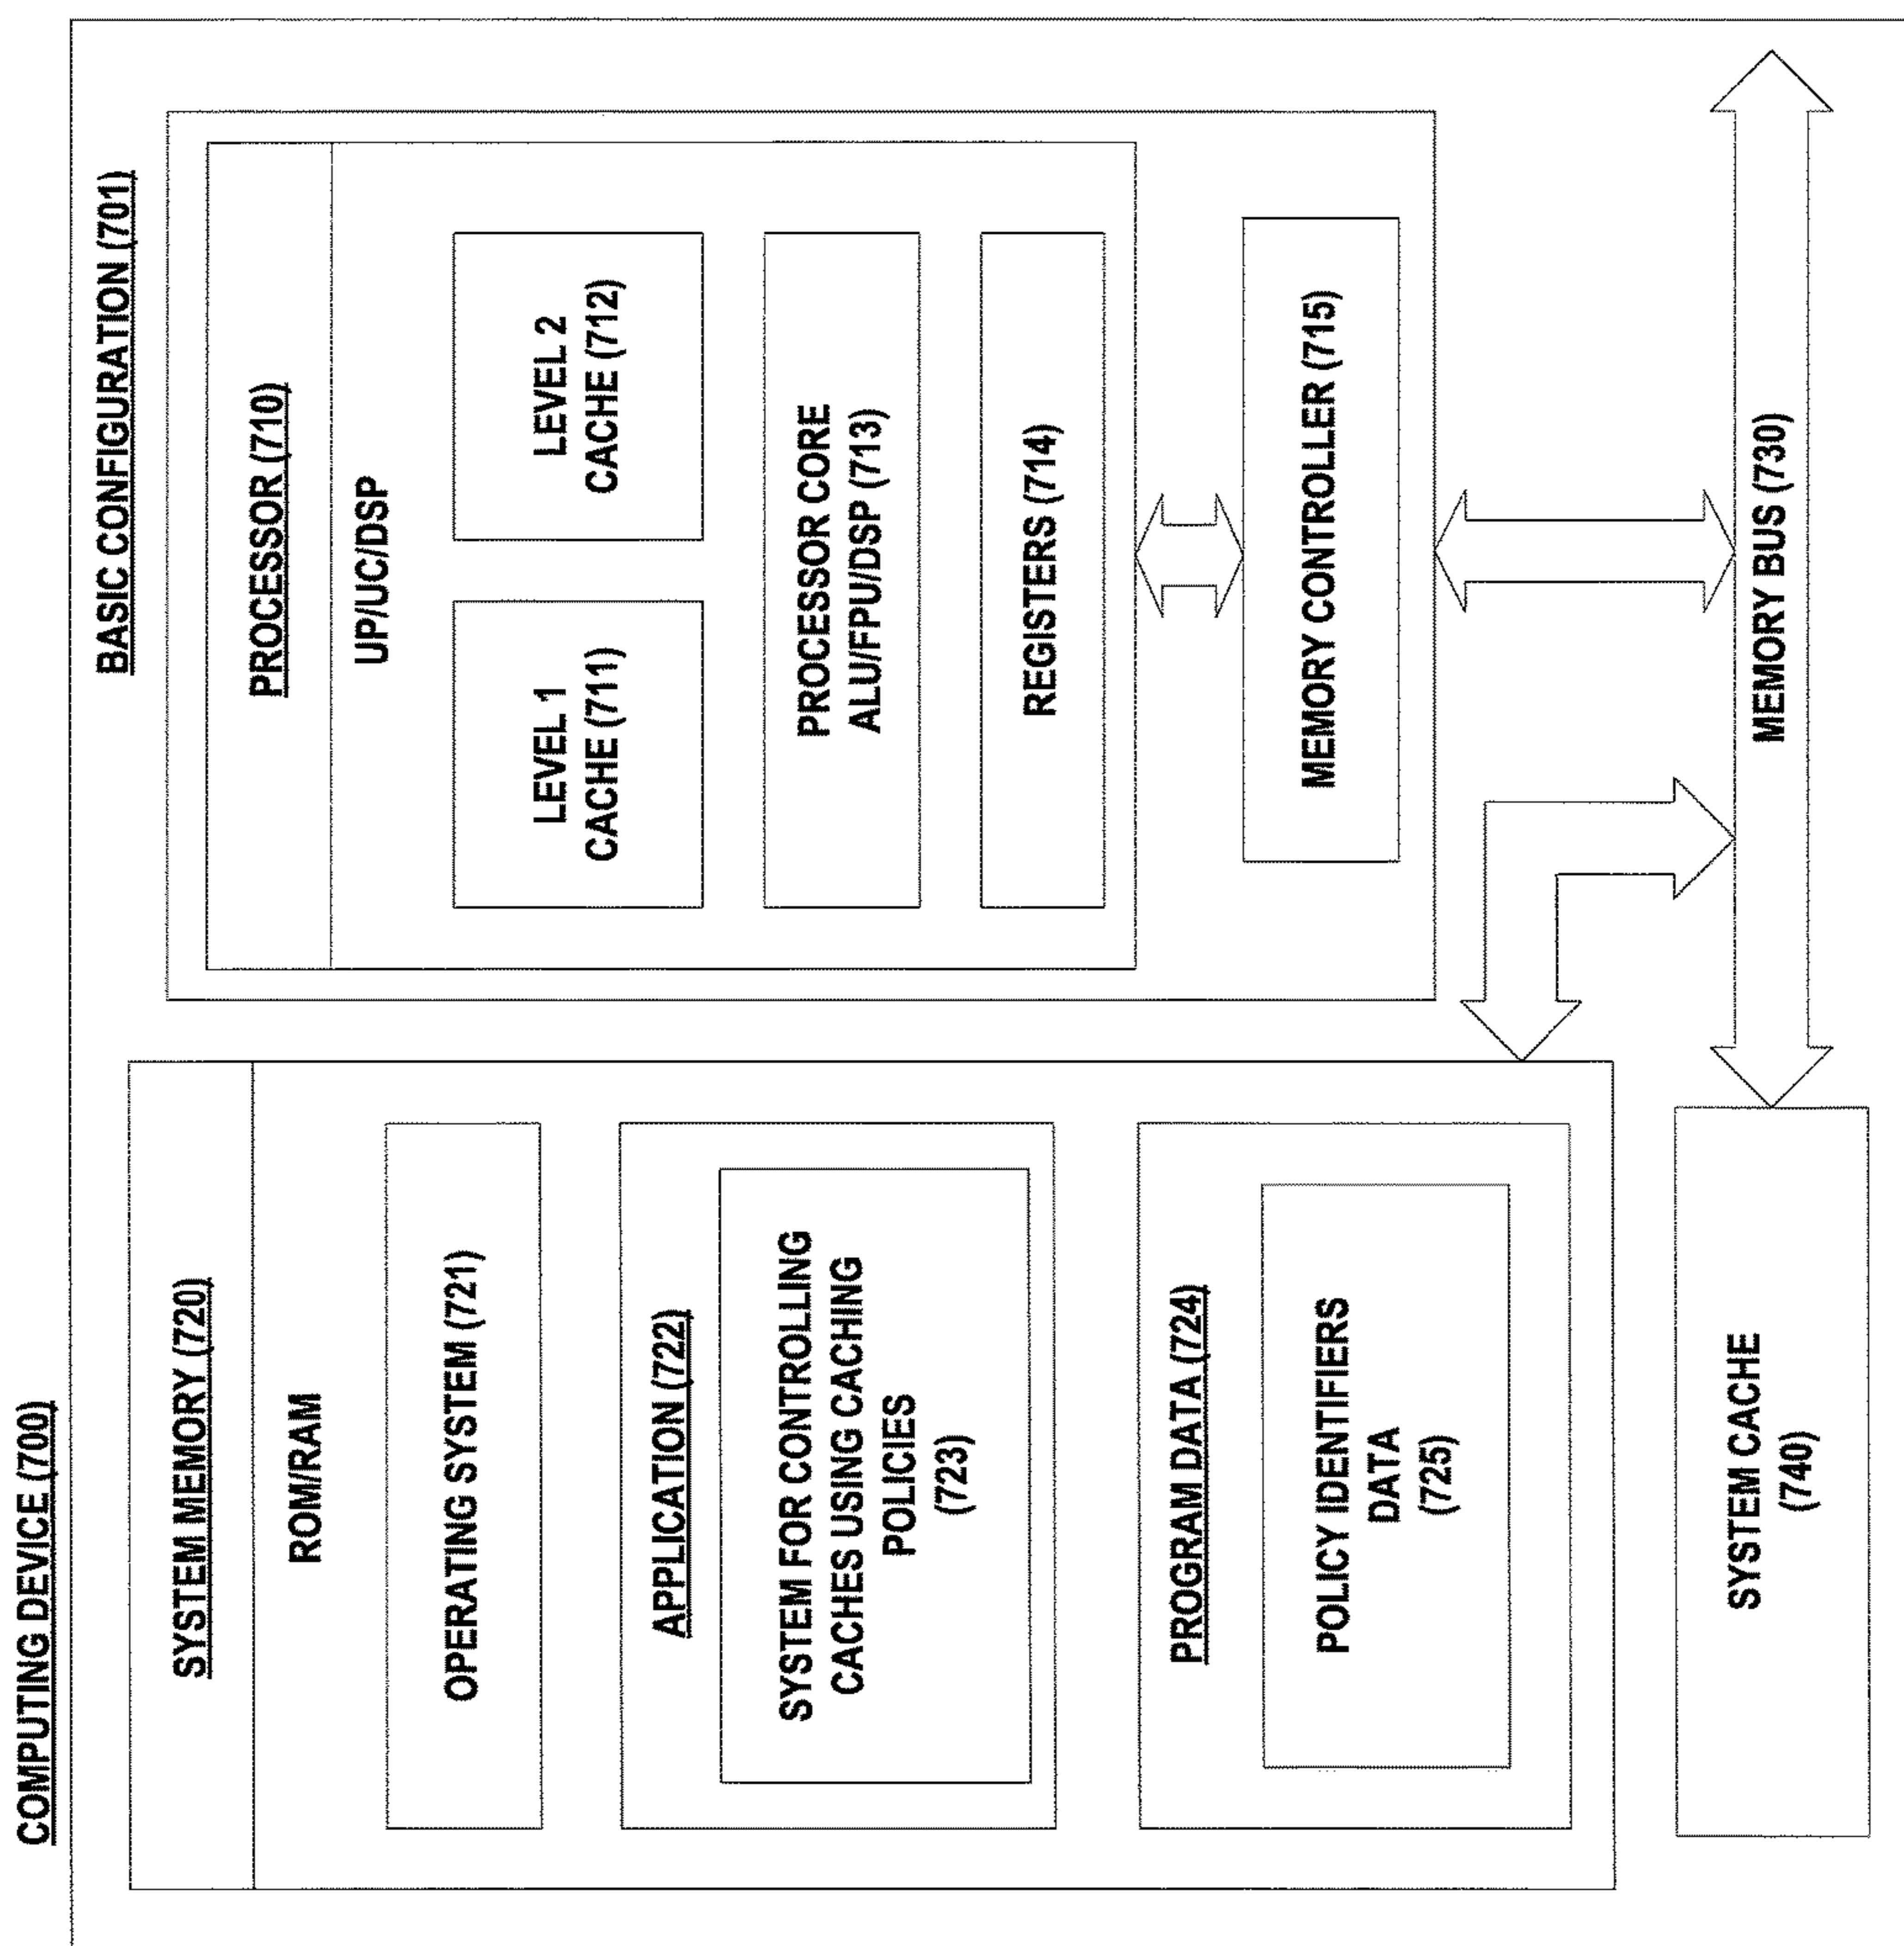 COMPUTING DEVICE (700)
SYSTEM MEMORY (720)
ROM/RAM
OPERATING SYSTEM (721)
APPLICATION (722)
SYSTEM FOR CONTROLLING
CACHES USING CACHING
POLICIES
(723)
PROGRAM DATA (724)
POLICY IDENTIFIERS
DATA
(725)
SYSTEM CACHE
(740)
BASIC CONFIGURATION (701)
PROCESSOR (710)
UP/UC/DSP
LEVEL 1
CACHE (711)
LEVEL 2
CACHE (712)
PROCESSOR CORE
ALU/FPU/DSP (713)
REGISTERS (714)
MEMORY CONTROLLER (715)
MEMORY BUS (730)